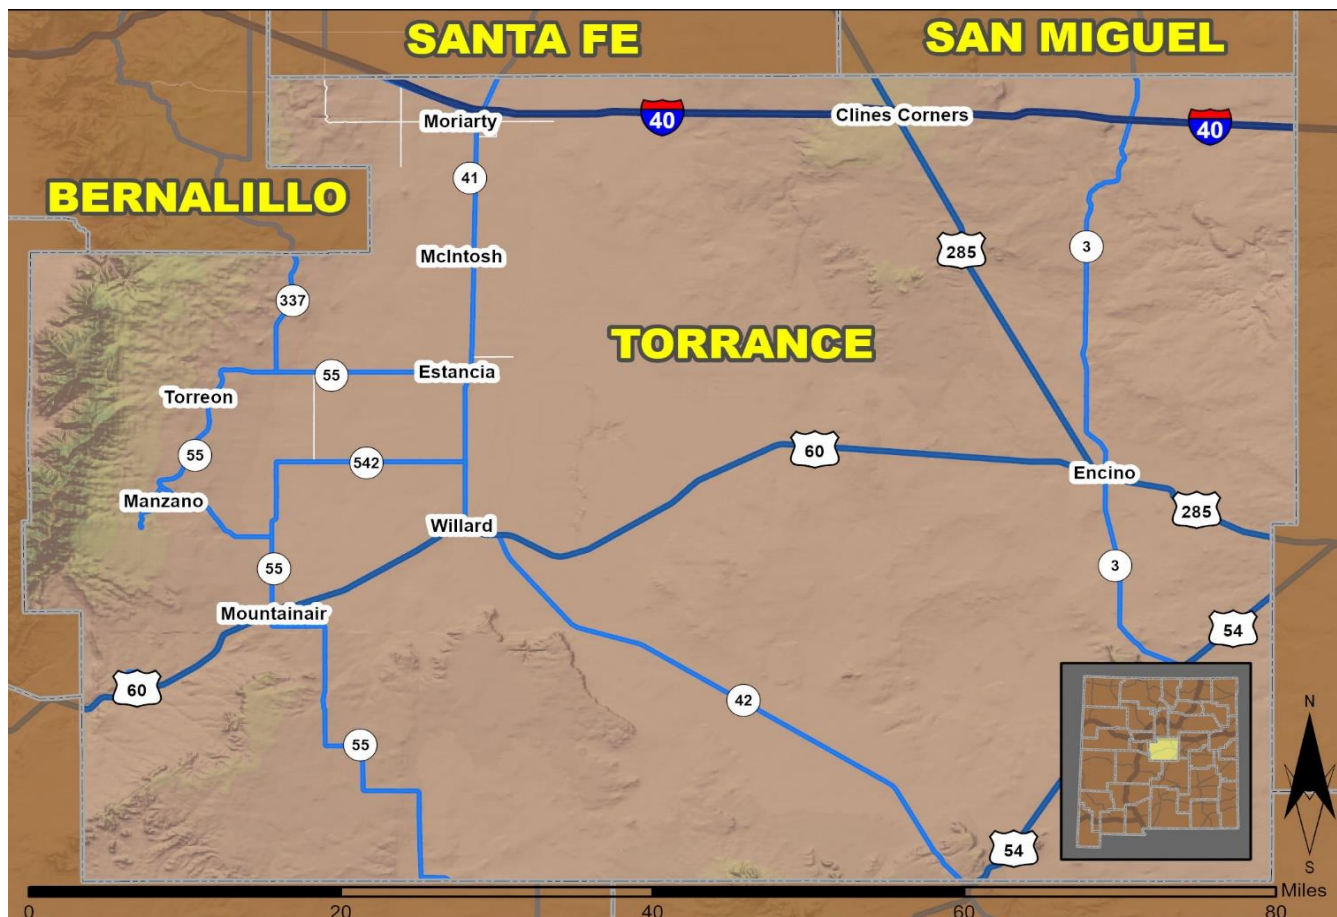 SANTA FE
SAN MIGUEL
Moriarty
40
Clines Corners
40
41
BERNALILLO
McIntosh
285
3
337
TORRANCE
Estancia
55
Torreon
55
542
60
Encino
Manzano
285
Willard
55
3
Mountainair
54
60
42
N
55
54
S
Miles
0
20
40
60
80